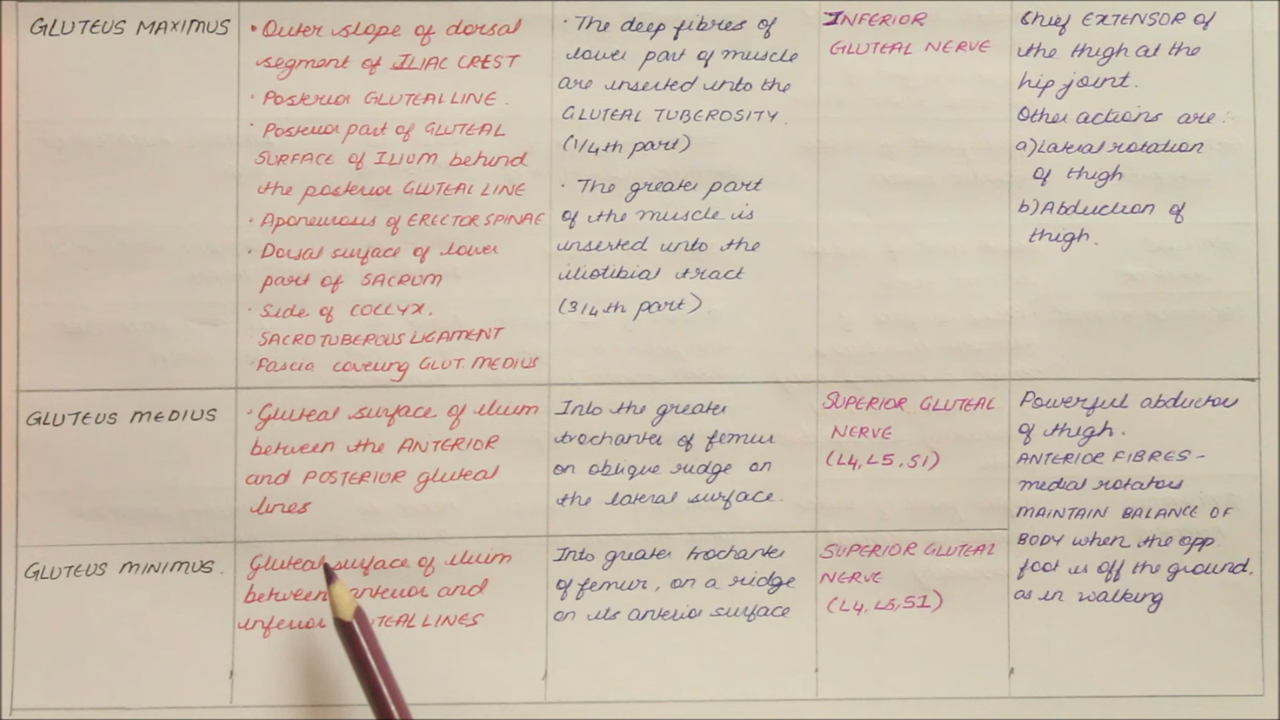 GLUTEUS MAXIMUS
· Outer slope of dorsal
segment of ILIAC CREST
· Posterior GLUTEAL LINE.
· Posterior part of GLUTEAL
SURFACE of ILIUM behind
the posterior GLUTEAL LINE
· Aponeurous of ERECTOR SPINAE
· Dorsal surface of lower
part of SACRUM
· Side of COCCYX.
SACROTUBEROUS LIGAMENT
· Fascia covering GLUT. MEDIUS
· The deep fibres of
lower part of muscle
are inserted into the
GLUTEAL TUBEROSITY.
(1/4th part)
· The greater part
of the muscle is
inserted into the
iliotibial tract
(3/4th part)
INFERIOR
GLUTEAL NERVE
Chief EXTENSOR of
the thigh at the
hip joint.
Other actions are:
a) Lateral rotation
of thigh
b) Abduction of
thigh.
GLUTEUS MEDIUS
· Gluteal surface of ilium
between the ANTERIOR
and POSTERIOR gluteal
lines
Into the greater
trochanter of femur
on oblique ridge on
the lateral surface.
SUPERIOR GLUTEAL
NERVE
(L4, L5, S1)
Powerful abductor
of thigh.
ANTERIOR FIBRES -
medial rotators
MAINTAIN BALANCE OF
BODY when the opp
foot is off the ground.
as in walking
GLUTEUS MINIMUS.
Gluteal surface of ilium
between anterior and
inferior TEAL LINES
Into greater trochanter
of femur, on a ridge
on its anterior surface
SUPERIOR GLUTEAL
NERVE
(L4, L5, S1)